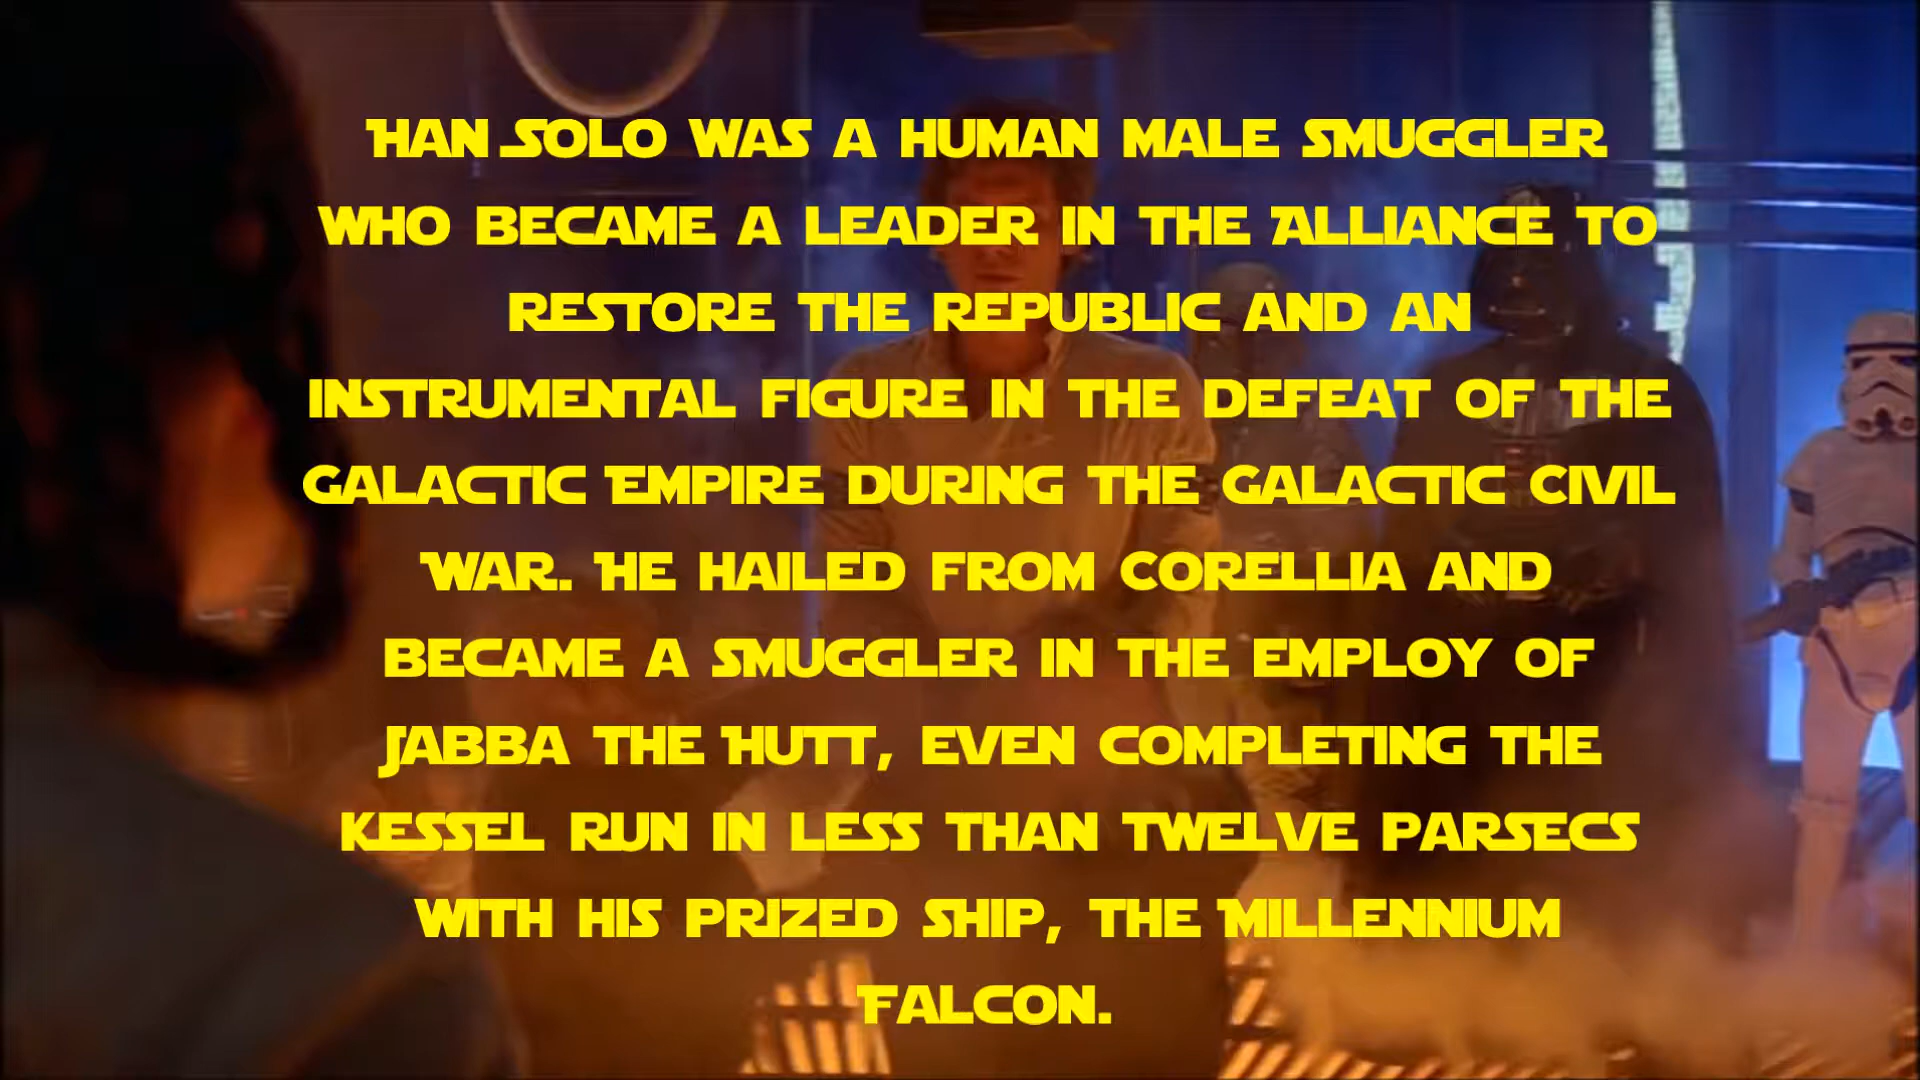 Han Solo was a human male smuggler
who became a leader in the Alliance to
restore the republic and an
instrumental figure in the defeat of the
Galactic Empire during the Galactic Civil
War. He hailed from Corellia and
became a smuggler in the employ of
Jabba the Hutt, even completing the
Kessel Run in less than twelve parsecs
with his prized ship, the Millennium
Falcon.